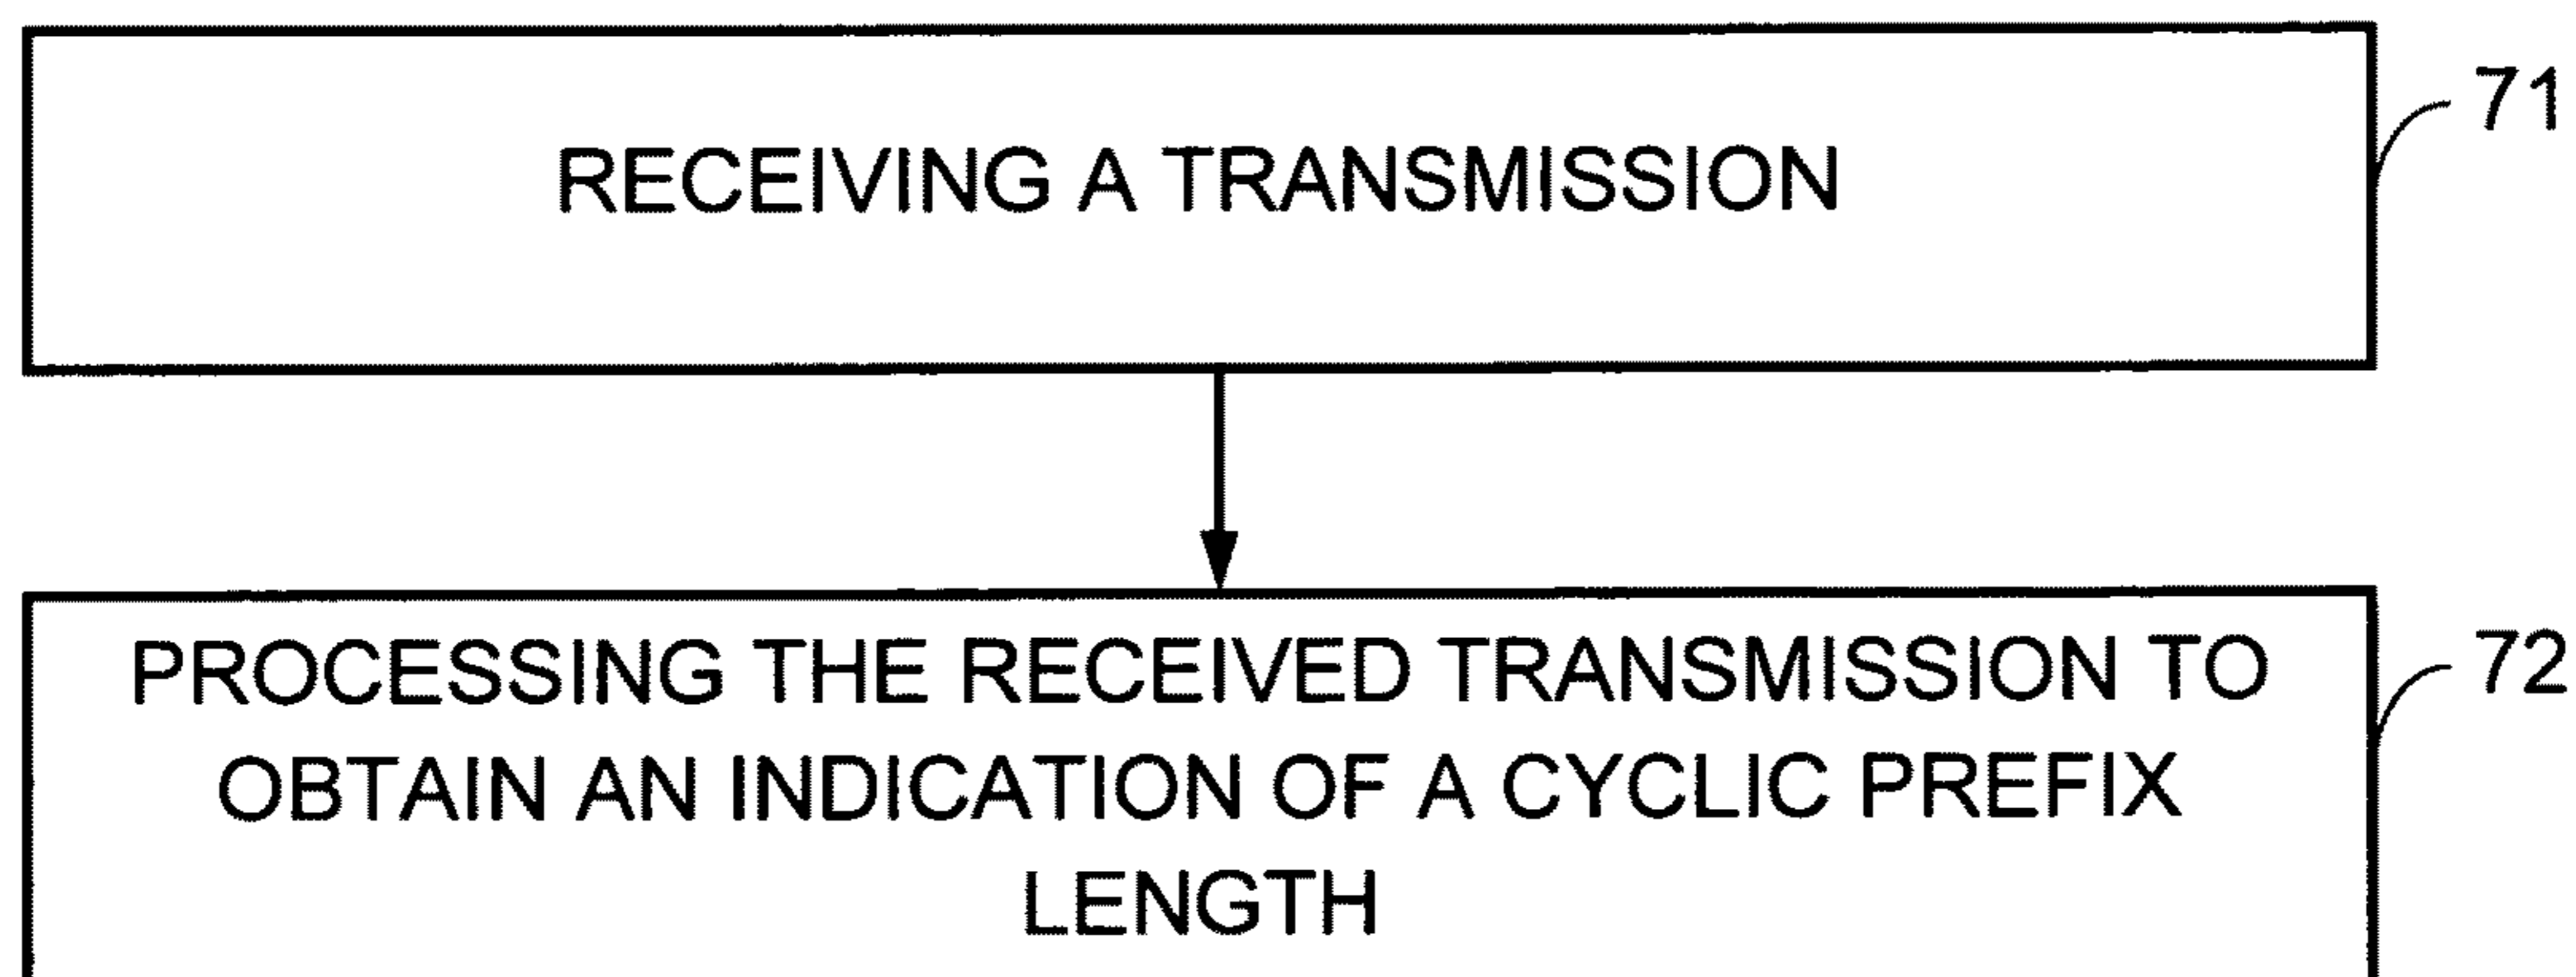 71
RECEIVING A TRANSMISSION
72
PROCESSING THE RECEIVED TRANSMISSION TO
OBTAIN AN INDICATION OF A CYCLIC PREFIX
LENGTH